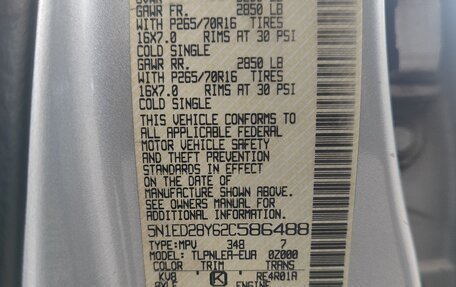 GAWR FR. 2850 LB
WITH P265/70R16 TIRES
16X7.0 RIMS AT 30 PSI
COLD SINGLE
GAWR RR. 2850 LB
WITH P265/70R16 TIRES
16X7.0 RIMS AT 30 PSI
COLD SINGLE
THIS VEHICLE CONFORMS TO
ALL APPLICABLE FEDERAL
MOTOR VEHICLE SAFETY
AND THEFT PREVENTION
STANDARDS IN EFFECT
ON THE DATE OF
MANUFACTURE SHOWN ABOVE.
SEE OWNERS MANUAL FOR
ADDITIONAL INFORMATION.
5N1ED28Y62C586488
TYPE:MPV 348 7
MODEL: TLPNLEA-EUA 0Z000
COLOR TRIM TRANS
KV8 K RE4R01A
AXLE ENGINE